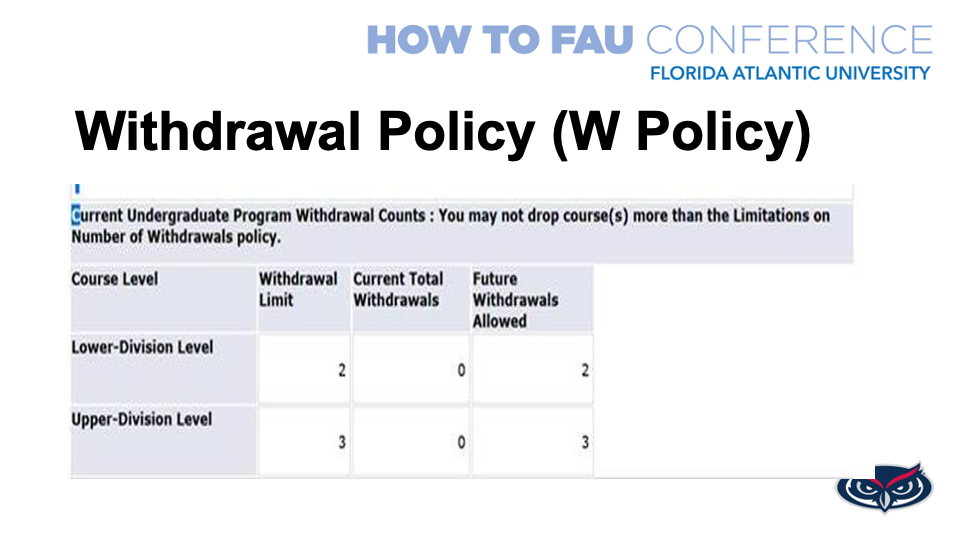 HOW TO FAU CONFERENCE
FLORIDA ATLANTIC UNIVERSITY
Withdrawal Policy (W Policy)
Current Undergraduate Program Withdrawal Counts : You may not drop course(s) more than the Limitations on
Number of Withdrawals policy.
Course Level Withdrawal Limit Current Total Withdrawals Future Withdrawals Allowed
Lower-Division Level 2 0 2
Upper-Division Level 3 0 3